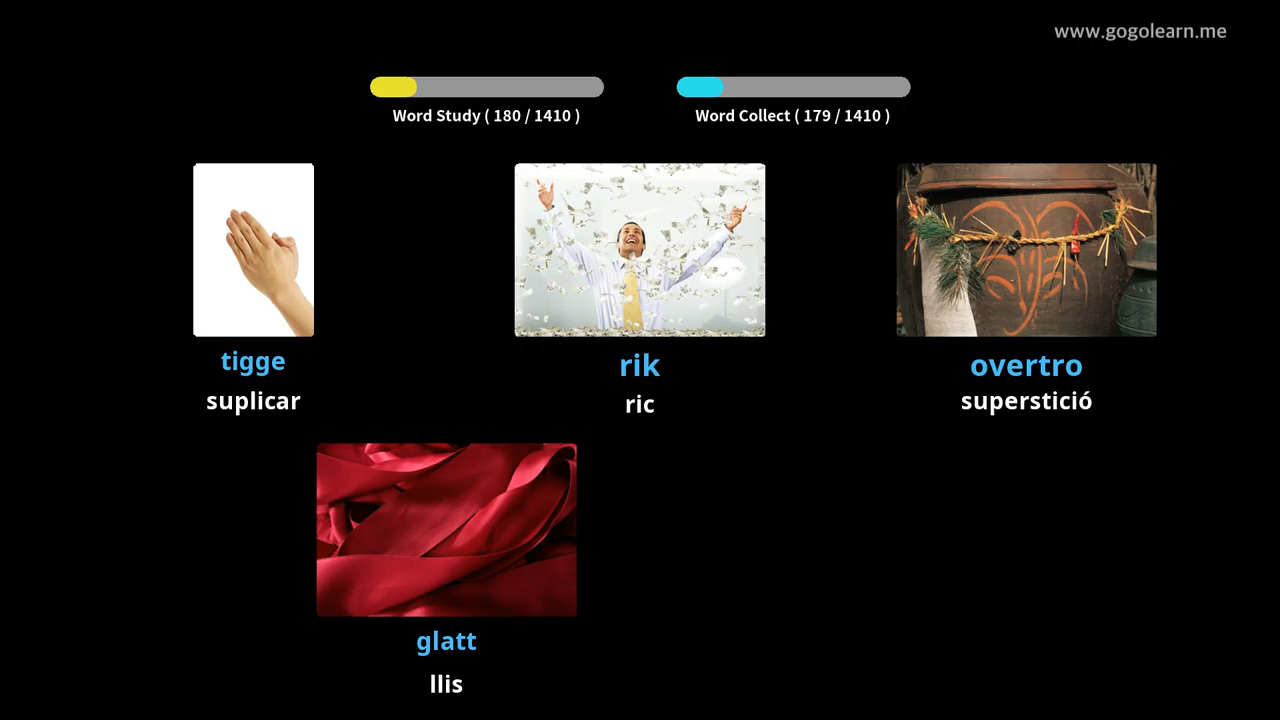 www.gogolearn.me
Word Study ( 180 / 1410 )
Word Collect ( 179 / 1410 )
tigge
suplicar
rik
ric
overtro
superstició
glatt
llis